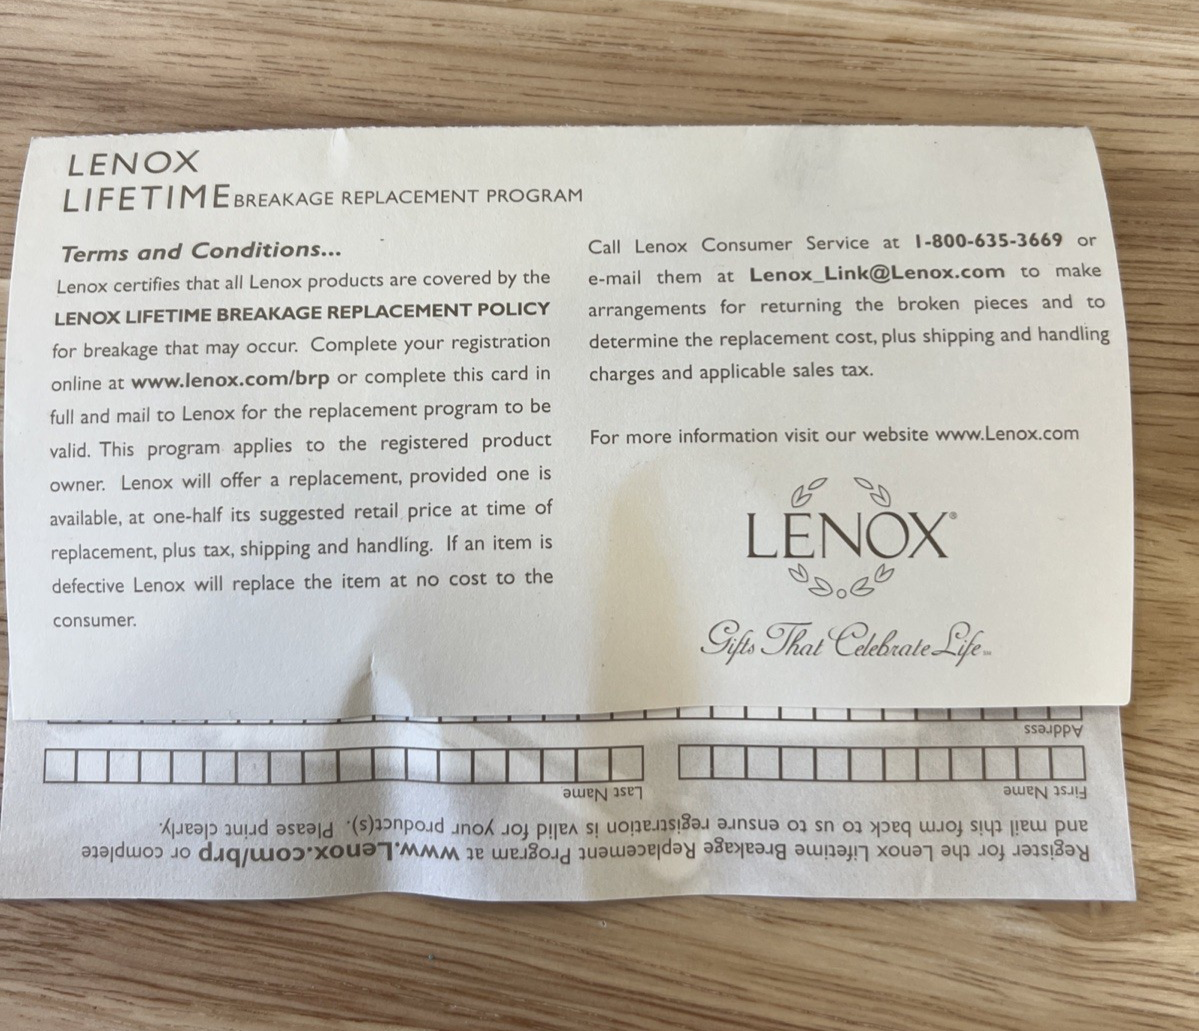 LENOX
LIFETIME BREAKAGE REPLACEMENT PROGRAM
Terms and Conditions...
Lenox certifies that all Lenox products are covered by the
LENOX LIFETIME BREAKAGE REPLACEMENT POLICY
for breakage that may occur. Complete your registration
online at www.lenox.com/brp or complete this card in
full and mail to Lenox for the replacement program to be
valid. This program applies to the registered product
owner. Lenox will offer a replacement, provided one is
available, at one-half its suggested retail price at time of
replacement, plus tax, shipping and handling. If an item is
defective Lenox will replace the item at no cost to the
consumer.
Call Lenox Consumer Service at 1-800-635-3669 or
e-mail them at Lenox_Link@Lenox.com to make
arrangements for returning the broken pieces and to
determine the replacement cost, plus shipping and handling
charges and applicable sales tax.
For more information visit our website www.Lenox.com
LENOX®
Gifts That Celebrate Life
Register for the Lenox Lifetime Breakage Replacement Program at www.Lenox.com/brp or complete
and mail this form back to us to ensure registration is valid for your product(s). Please print clearly.
First Name
Last Name
Address